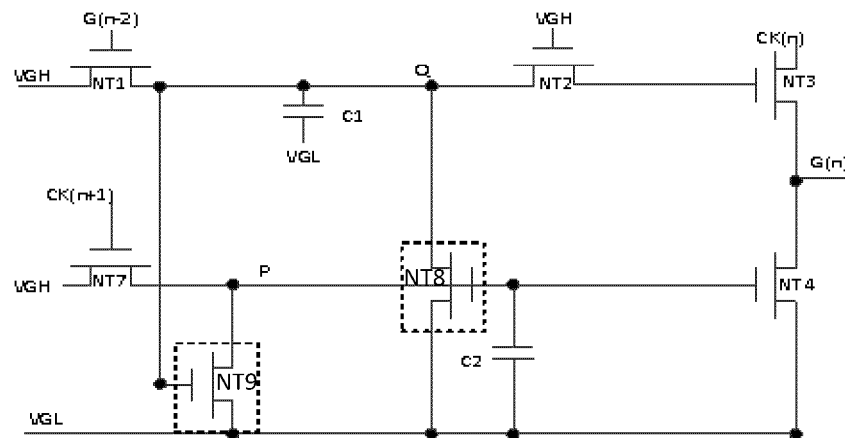 G(n-2)
VGH
VGH
CK(n)
NT1
Q
NT2
NT3
C1
VGL
G(n)
CK(n+1)
P
NT8
VGH
NT7
NT4
C2
NT9
VGL